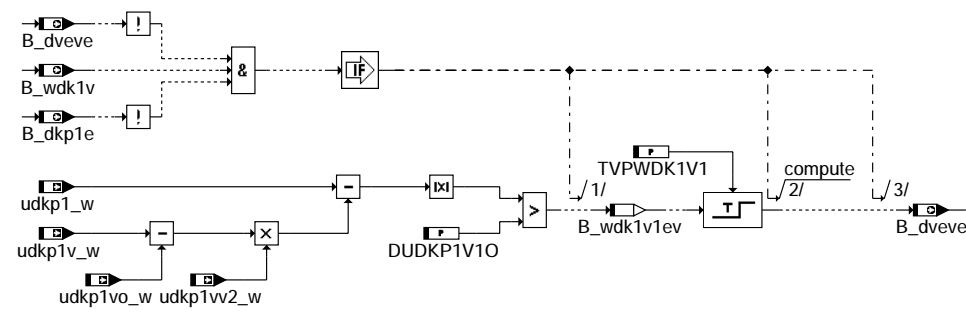 B_dveve
!
B_wdk1v
&
IF
B_dkp1e
!
P
TVPWDK1V1
compute
udkp1_w
-
|x|
1/
2/
3/
>
T
udkp1v_w
-
x
P
DUDKP1V1O
B_wdk1v1ev
B_dveve
udkp1vo_w
udkp1vv2_w